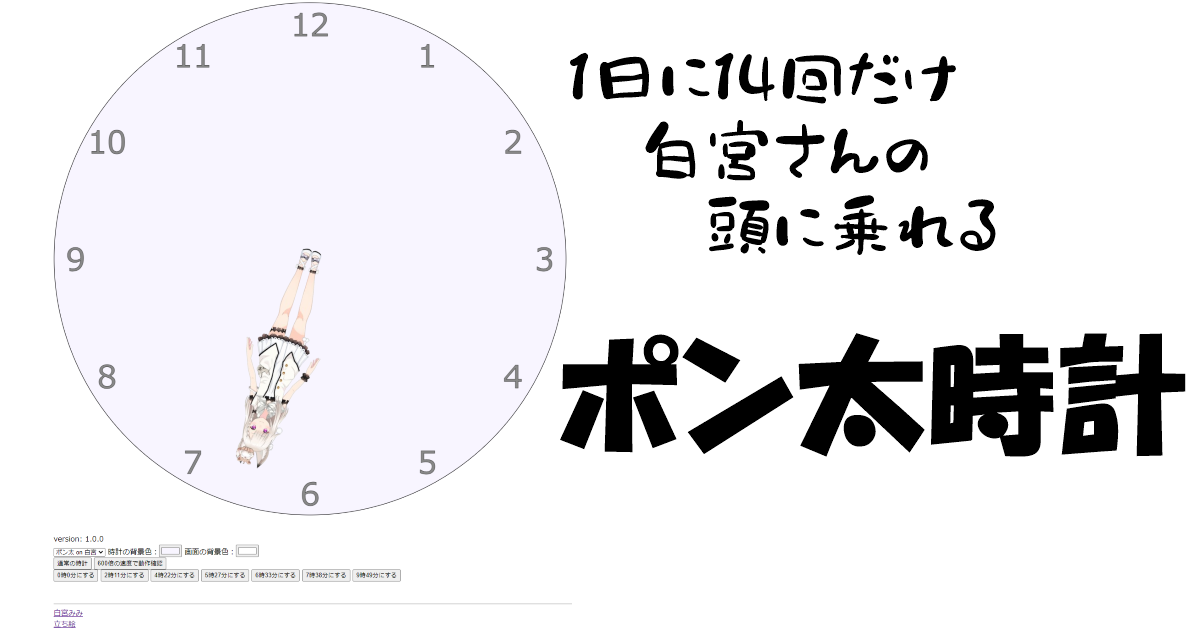 12
11
1
10
2
9
3
8
4
7
5
6
1日に14回だけ
白宮さんの
頭に乗れる
ポン太時計
version: 1.0.0
ポン太 on 白宮 時計の背景色： 画面の背景色：
通常の時計 600倍の速度で動作確認
0時0分にする 2時11分にする 4時22分にする 5時27分にする 6時33分にする 7時38分にする 9時49分にする
白宮みみ
立ち絵